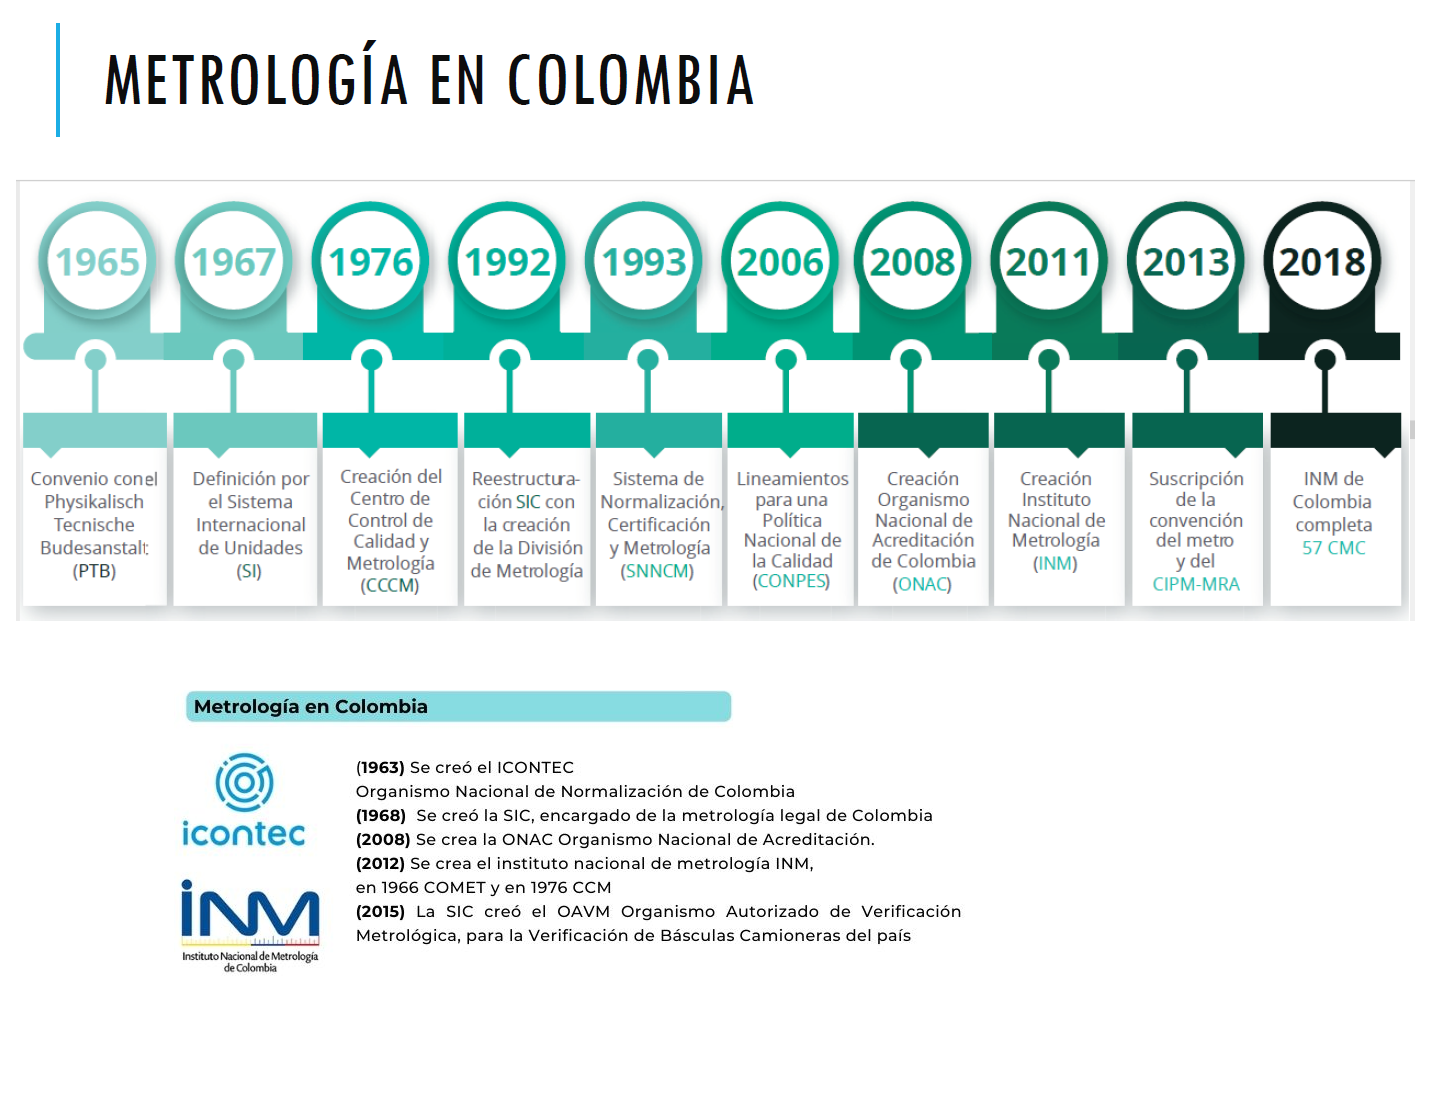 METROLOGÍA EN COLOMBIA
1965
1967
1976
1992
1993
2006
2008
2011
2013
2018
Convenio con el
Physikalisch
Tecnische
Budesanstalt:
(PTB)
Definición por
el Sistema
Internacional
de Unidades
(SI)
Creación del
Centro de
Control de
Calidad y
Metrología
(CCCM)
Reestructura-
ción SIC con
la creación
de la División
de Metrología
Sistema de
Normalización,
Certificación
y Metrología
(SNNCM)
Lineamientos
para una
Política
Nacional de
la Calidad
(CONPES)
Creación
Organismo
Nacional de
Acreditación
de Colombia
(ONAC)
Creación
Instituto
Nacional de
Metrología
(INM)
Suscripción
de la
convención
del metro
y del
CIPM-MRA
INM de
Colombia
completa
57 CMC
Metrología en Colombia
icontec
(1963) Se creó el ICONTEC
Organismo Nacional de Normalización de Colombia
(1968) Se creó la SIC, encargado de la metrología legal de Colombia
(2008) Se crea la ONAC Organismo Nacional de Acreditación.
(2012) Se crea el instituto nacional de metrología INM,
en 1966 COMET y en 1976 CCM
(2015) La SIC creó el OAVM Organismo Autorizado de Verificación
Metrológica, para la Verificación de Básculas Camioneras del país
iNM
Instituto Nacional de Metrología
de Colombia